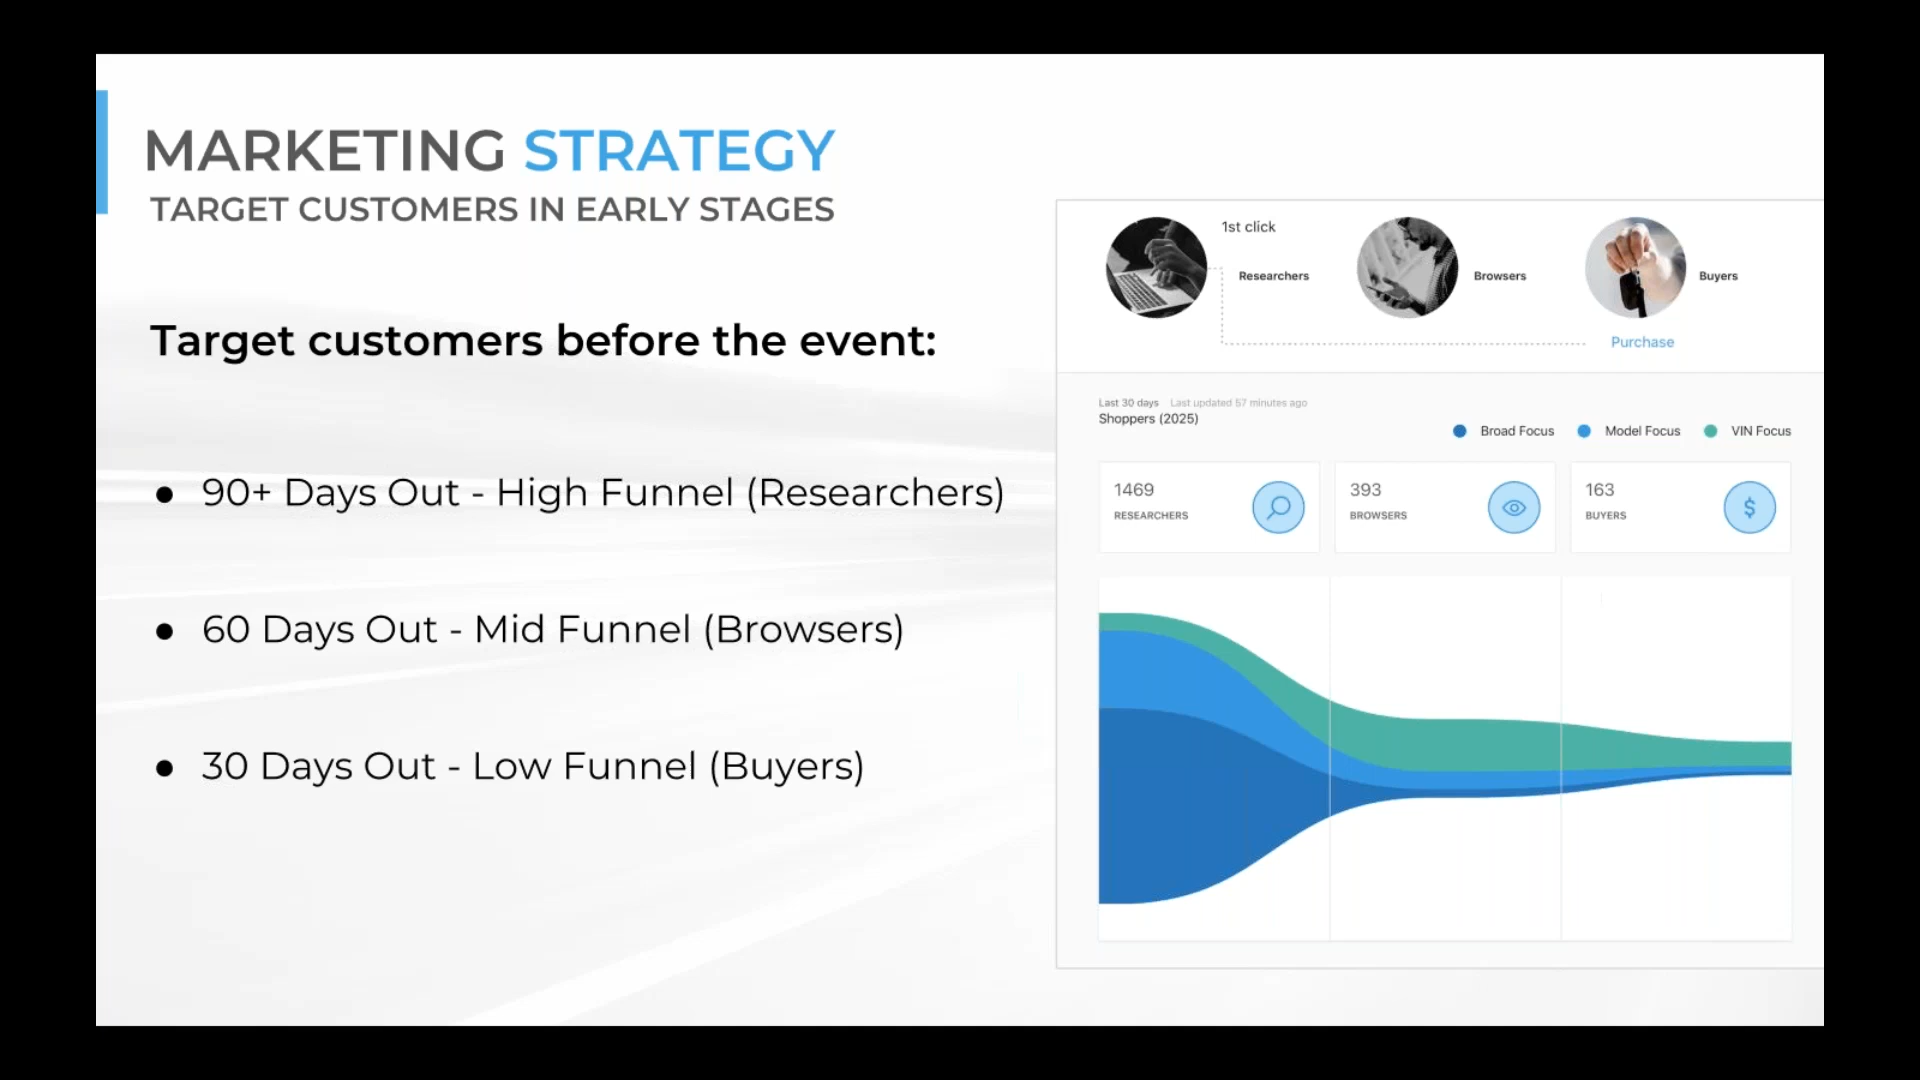 MARKETING STRATEGY
TARGET CUSTOMERS IN EARLY STAGES
Target customers before the event:
● 90+ Days Out - High Funnel (Researchers)
● 60 Days Out - Mid Funnel (Browsers)
● 30 Days Out - Low Funnel (Buyers)
1st click
Researchers
Browsers
Buyers
Purchase
Last 30 days Last updated 57 minutes ago
Shoppers (2025)
Broad Focus Model Focus VIN Focus
1469
RESEARCHERS
393
BROWSERS
163
BUYERS
$